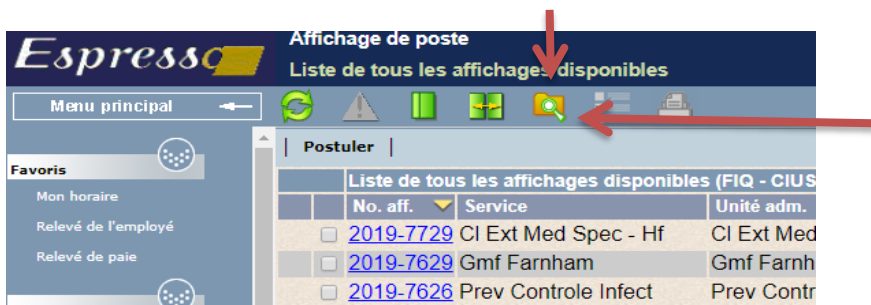 Espresso
Affichage de poste
Liste de tous les affichages disponibles
Menu principal
| Postuler |
Favoris
Mon horaire
Relevé de l'employé
Relevé de paie
Liste de tous les affichages disponibles (FIQ - CIUS
No. aff. Service Unité adm.
2019-7729 Cl Ext Med Spec - Hf Cl Ext Med
2019-7629 Gmf Farnham Gmf Farnh
2019-7626 Prev Controle Infect Prev Contr